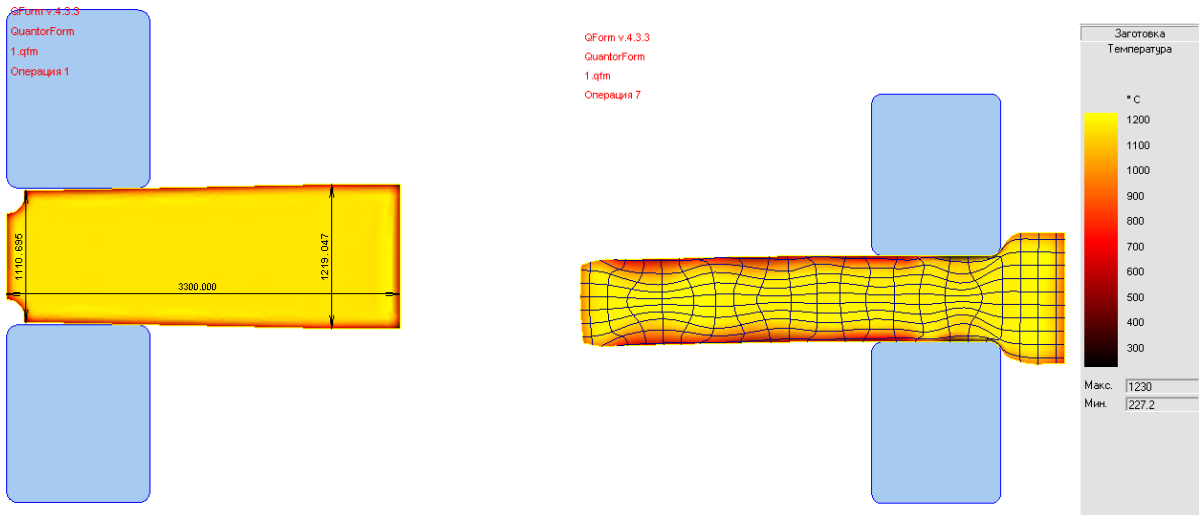 QForm v.4.3.3
QuantorForm
1.qfm
Операция 1
1110.695
3300.000
1219.047
QForm v.4.3.3
QuantorForm
1.qfm
Операция 7
Заготовка
Температура
° C
1200
1100
1000
900
800
700
600
500
400
300
Макс. 1230
Мин. 227.2